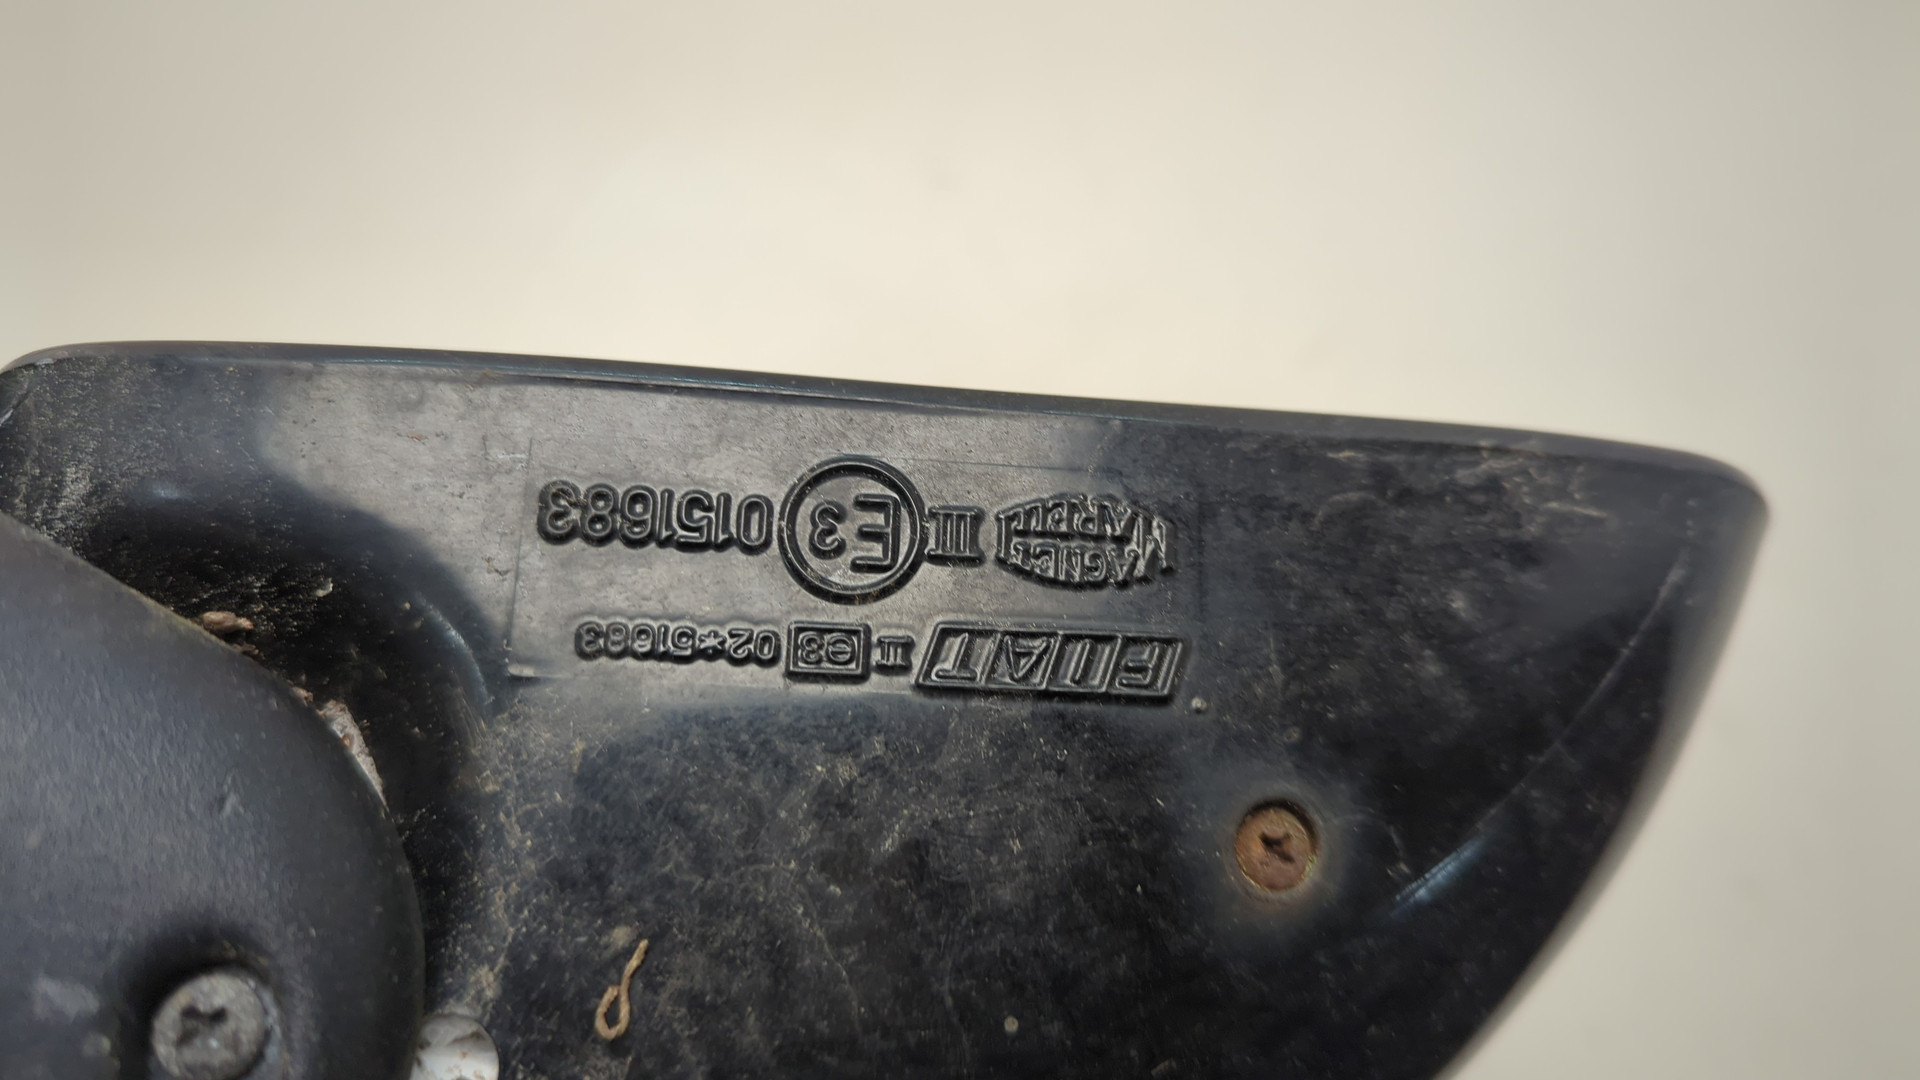 FIAT II e3 02*51683
MAGNETI MARELLI III E3 0151683